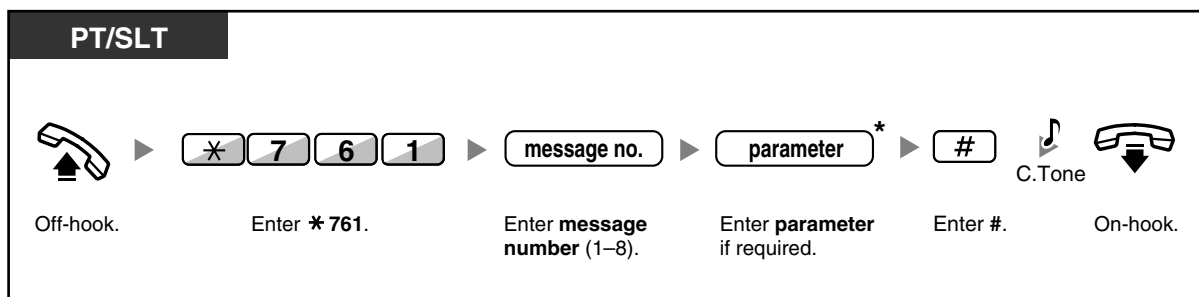 PT/SLT
* 7 6 1 message no. parameter* # C.Tone
Off-hook.
Enter * 761.
Enter message
number (1–8).
Enter parameter
if required.
Enter #.
On-hook.